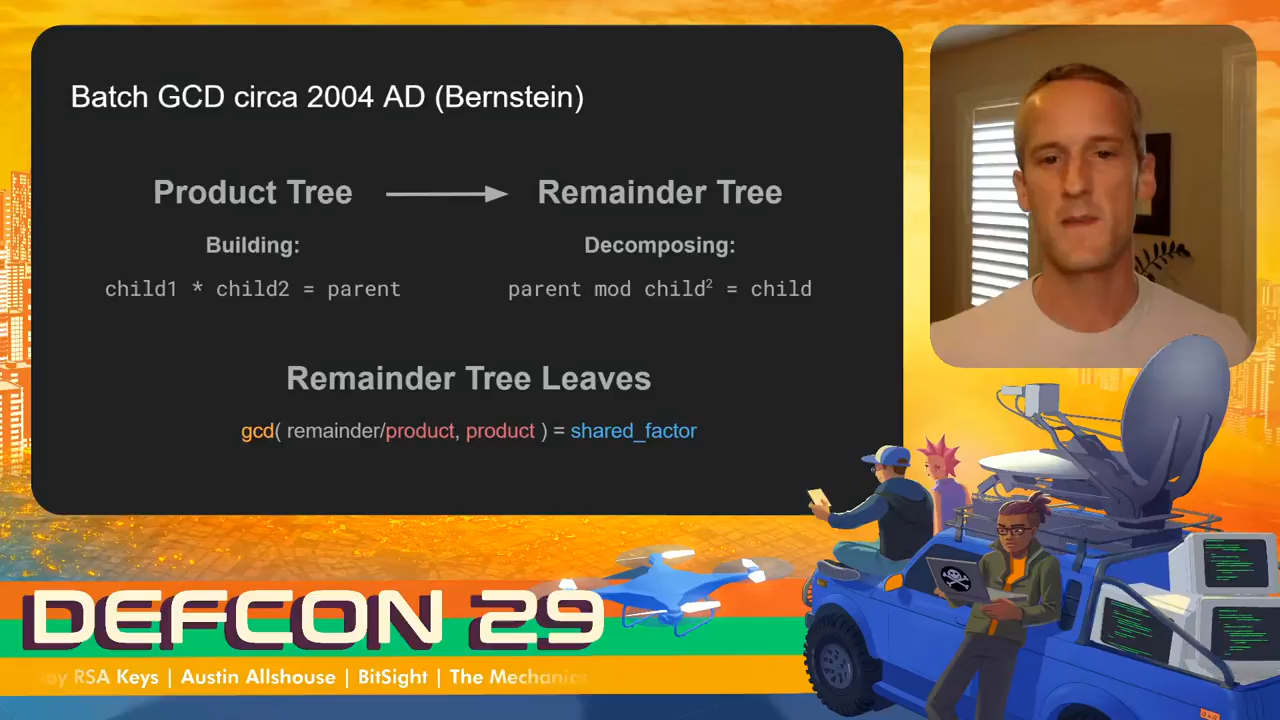 Batch GCD circa 2004 AD (Bernstein)
Product Tree
Remainder Tree
Building:
Decomposing:
child1 * child2 = parent
parent mod child² = child
Remainder Tree Leaves
gcd( remainder/product, product ) = shared_factor
DEFCON 29
RSA Keys | Austin Allshouse | BitSight | The Mechanics